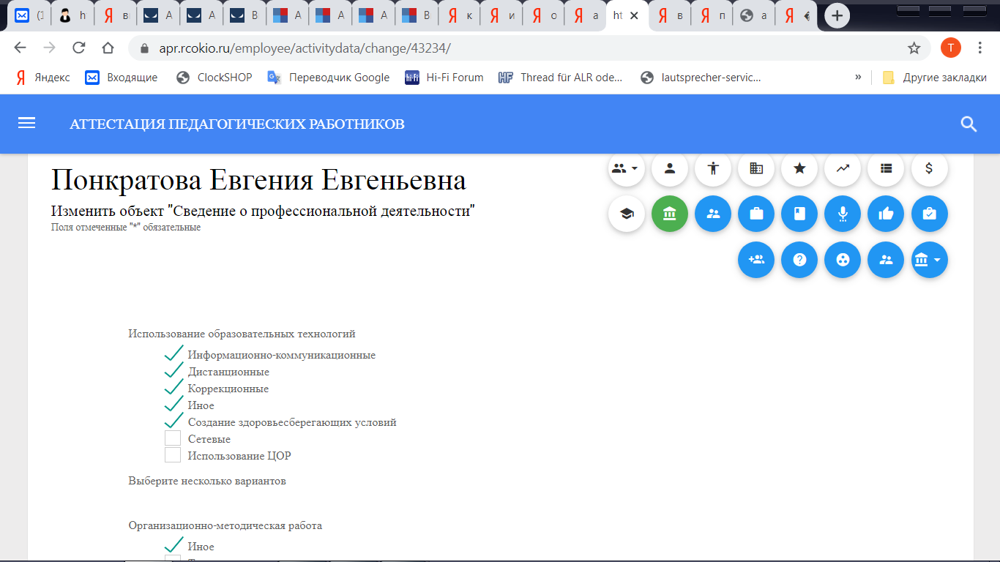 (1
h
в
А
А
В
А
А
А
В
к
и
о
а
ht
в
п
а
apr.rcokio.ru/employee/activitydata/change/43234/
T
Яндекс
Входящие
ClockSHOP
Переводчик Google
Hi-Fi Forum
Thread für ALR ode...
lautsprecher-servic...
»
Другие закладки
АТТЕСТАЦИЯ ПЕДАГОГИЧЕСКИХ РАБОТНИКОВ
Понкратова Евгения Евгеньевна
Изменить объект "Сведение о профессиональной деятельности"
Поля отмеченные "*" обязательные
Использование образовательных технологий
Информационно-коммуникационные
Дистанционные
Коррекционные
Иное
Создание здоровьесберегающих условий
Сетевые
Использование ЦОР
Выберите несколько вариантов
Организационно-методическая работа
Иное